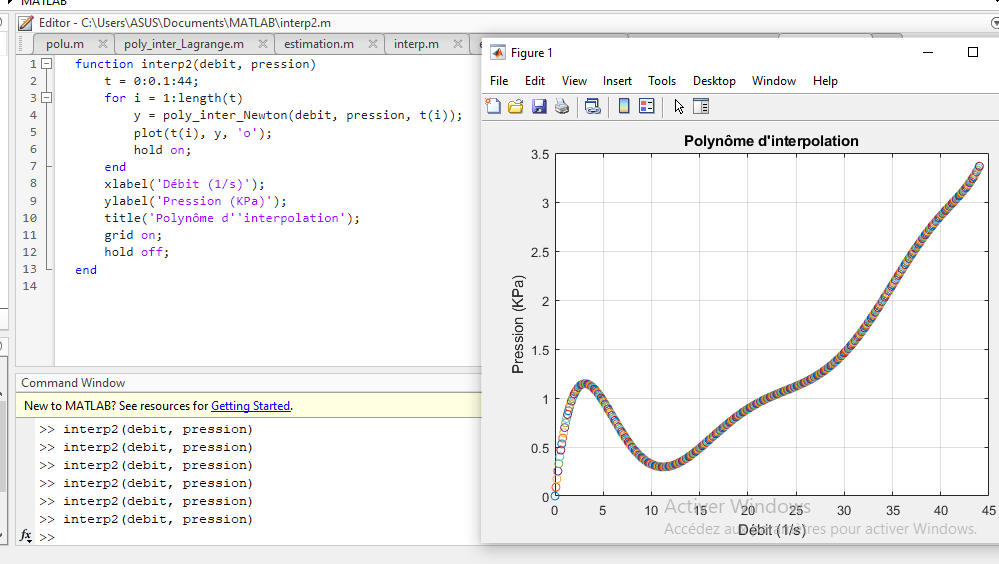 MATLAB
Editor - C:\Users\ASUS\Documents\MATLAB\interp2.m
polu.m poly_inter_Lagrange.m estimation.m interp.m
1 function interp2(debit, pression)
2 t = 0:0.1:44;
3 for i = 1:length(t)
4 y = poly_inter_Newton(debit, pression, t(i));
5 plot(t(i), y, 'o');
6 hold on;
7 end
8 xlabel('Débit (1/s)');
9 ylabel('Pression (KPa)');
10 title('Polynôme d''interpolation');
11 grid on;
12 hold off;
13 end
14
Command Window
New to MATLAB? See resources for Getting Started.
>> interp2(debit, pression)
>> interp2(debit, pression)
>> interp2(debit, pression)
>> interp2(debit, pression)
>> interp2(debit, pression)
>> interp2(debit, pression)
fx >>
Figure 1
File Edit View Insert Tools Desktop Window Help
Polynôme d'interpolation
3.5
3
2.5
2
1.5
1
0.5
0
Pression (KPa)
0 5 10 15 20 25 30 35 40 45
Débit (1/s)
Activer Windows
Accédez aux paramètres pour activer Windows.